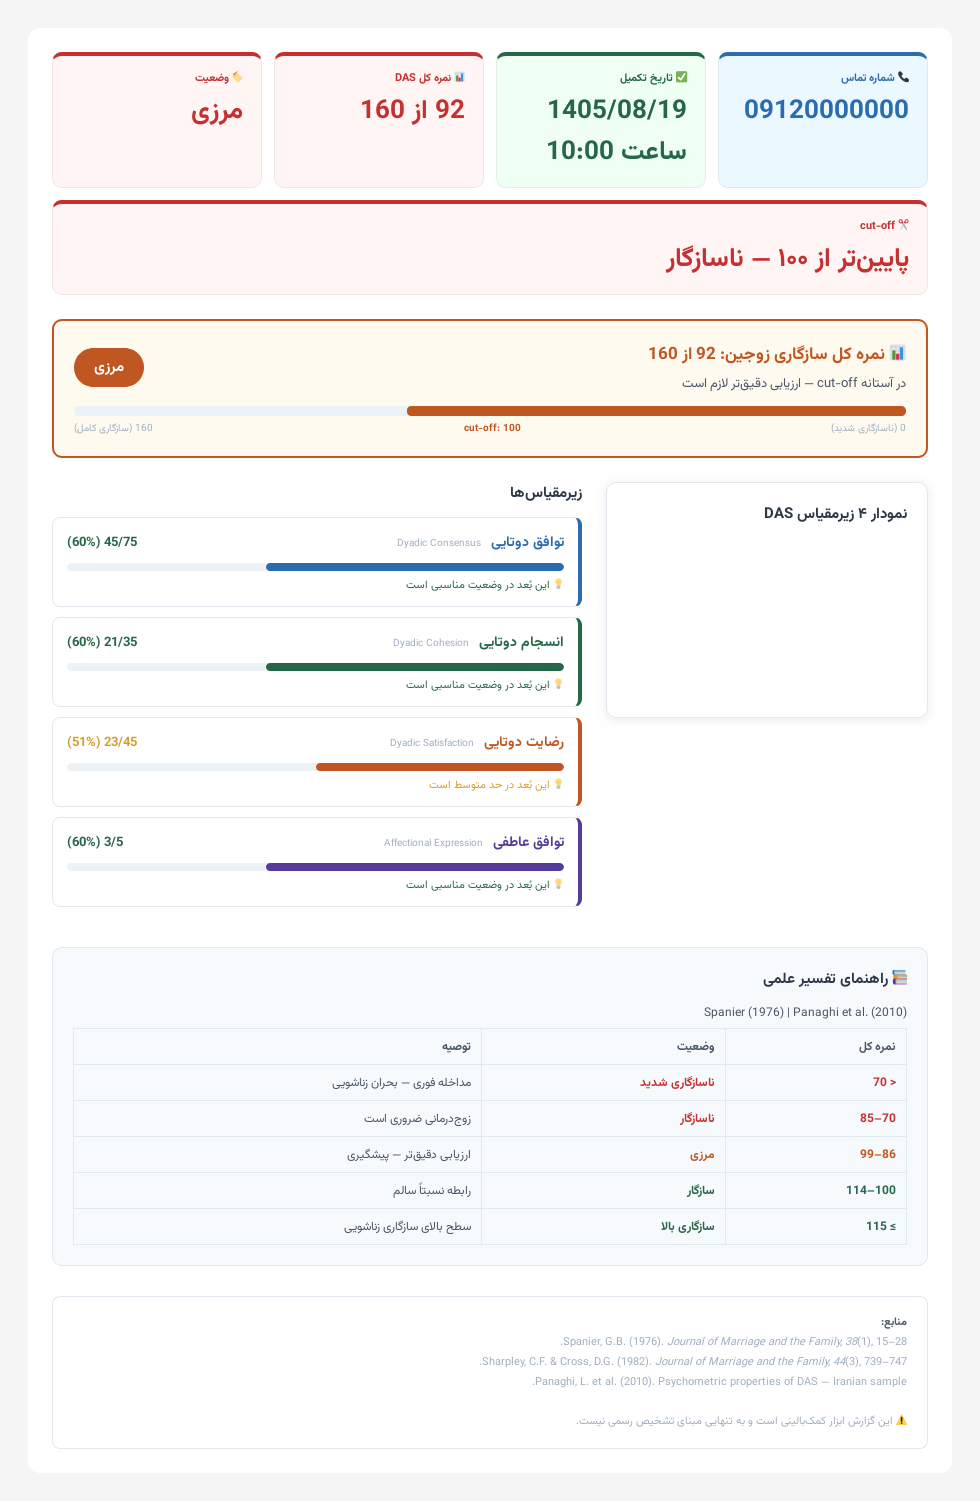 📞 شماره تماس
09120000000
✅ تاریخ تکمیل
1405/08/19
ساعت 10:00
📊 نمره کل DAS
92 از 160
🏷️ وضعیت
مرزی
✂️ cut-off
پایین‌تر از ۱۰۰ — ناسازگار
📊 نمره کل سازگاری زوجین: 92 از 160
در آستانه cut-off — ارزیابی دقیق‌تر لازم است
مرزی
0 (ناسازگاری شدید)
cut-off: 100
160 (سازگاری کامل)
نمودار ۴ زیرمقیاس DAS
زیرمقیاس‌ها
توافق دوتایی Dyadic Consensus 45/75 (60%)
💡 این بُعد در وضعیت مناسبی است
انسجام دوتایی Dyadic Cohesion 21/35 (60%)
💡 این بُعد در وضعیت مناسبی است
رضایت دوتایی Dyadic Satisfaction 23/45 (51%)
💡 این بُعد در حد متوسط است
توافق عاطفی Affectional Expression 3/5 (60%)
💡 این بُعد در وضعیت مناسبی است
📚 راهنمای تفسیر علمی
Spanier (1976) | Panaghi et al. (2010)
نمره کل وضعیت توصیه
< 70 ناسازگاری شدید مداخله فوری — بحران زناشویی
70–85 ناسازگار زوج‌درمانی ضروری است
86–99 مرزی ارزیابی دقیق‌تر — پیشگیری
100–114 سازگار رابطه نسبتاً سالم
≥ 115 سازگاری بالا سطح بالای سازگاری زناشویی
منابع:
Spanier, G.B. (1976). Journal of Marriage and the Family, 38(1), 15–28.
Sharpley, C.F. & Cross, D.G. (1982). Journal of Marriage and the Family, 44(3), 739–747.
Panaghi, L. et al. (2010). Psychometric properties of DAS — Iranian sample.
⚠️ این گزارش ابزار کمک‌بالینی است و به تنهایی مبنای تشخیص رسمی نیست.